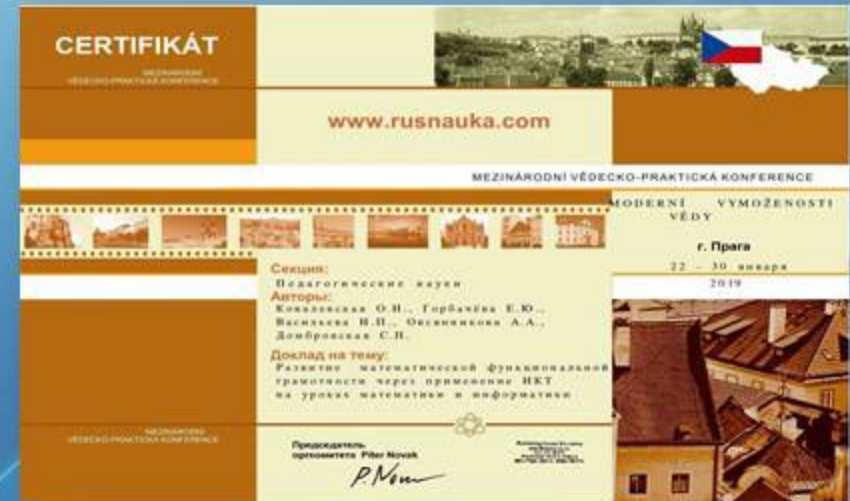 CERTIFIKÁT
MEZINÁRODNÍ
VĚDECKO-PRAKTICKÁ KONFERENCE
www.rusnauka.com
MEZINÁRODNÍ VĚDECKO-PRAKTICKÁ KONFERENCE
MODERNÍ VYMOŽENOSTI
VĚDY
г. Прага
22 - 30 января
2019
Секция:
Педагогические науки
Авторы:
Ковалевская О.И., Горбачёва Е.Ю.,
Васильева Н.П., Овсянникова А.А.,
Домбровская С.П.
Доклад на тему:
Развитие математической функциональной
грамотности через применение ИКТ
на уроках математики и информатики
MEZINÁRODNÍ
VĚDECKO-PRAKTICKÁ KONFERENCE
Председатель
оргкомитета Piter Novak
P. Nov